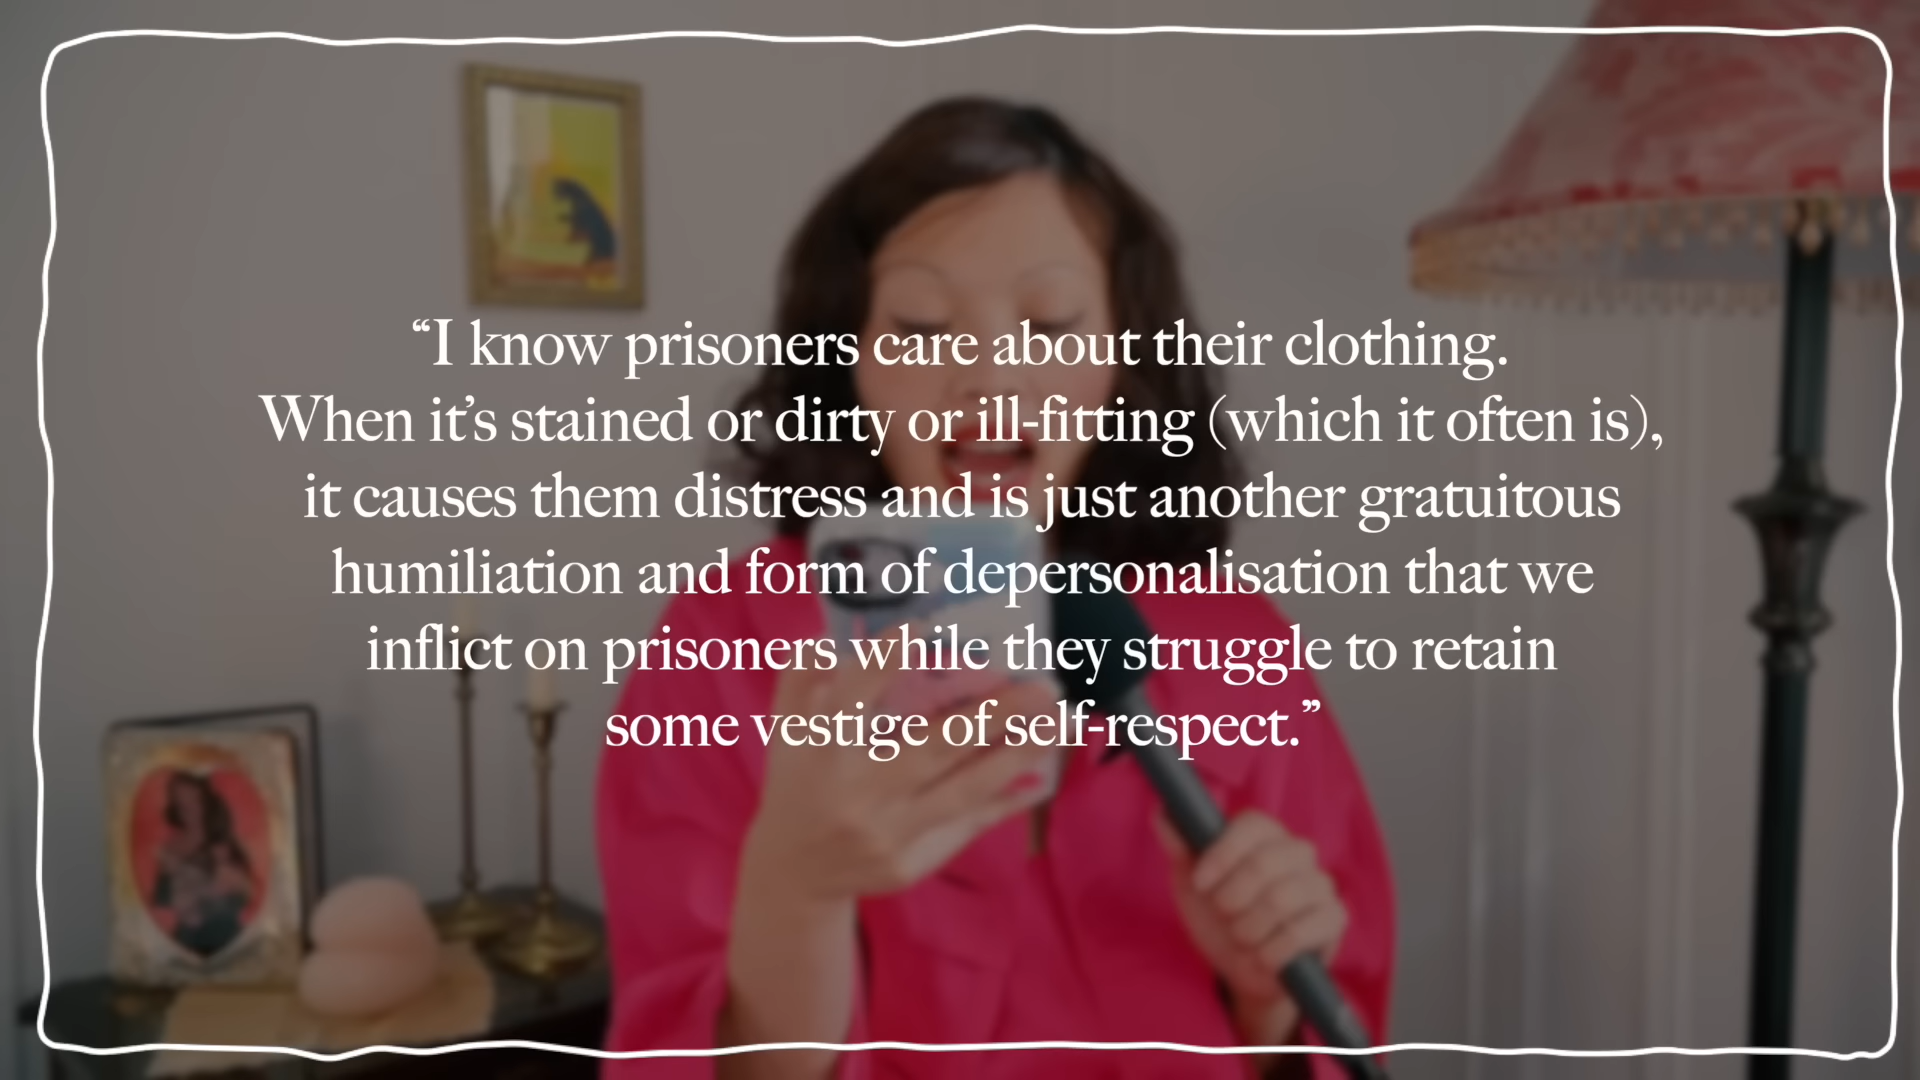 “I know prisoners care about their clothing.
When it’s stained or dirty or ill-fitting (which it often is),
it causes them distress and is just another gratuitous
humiliation and form of depersonalisation that we
inflict on prisoners while they struggle to retain
some vestige of self-respect.”